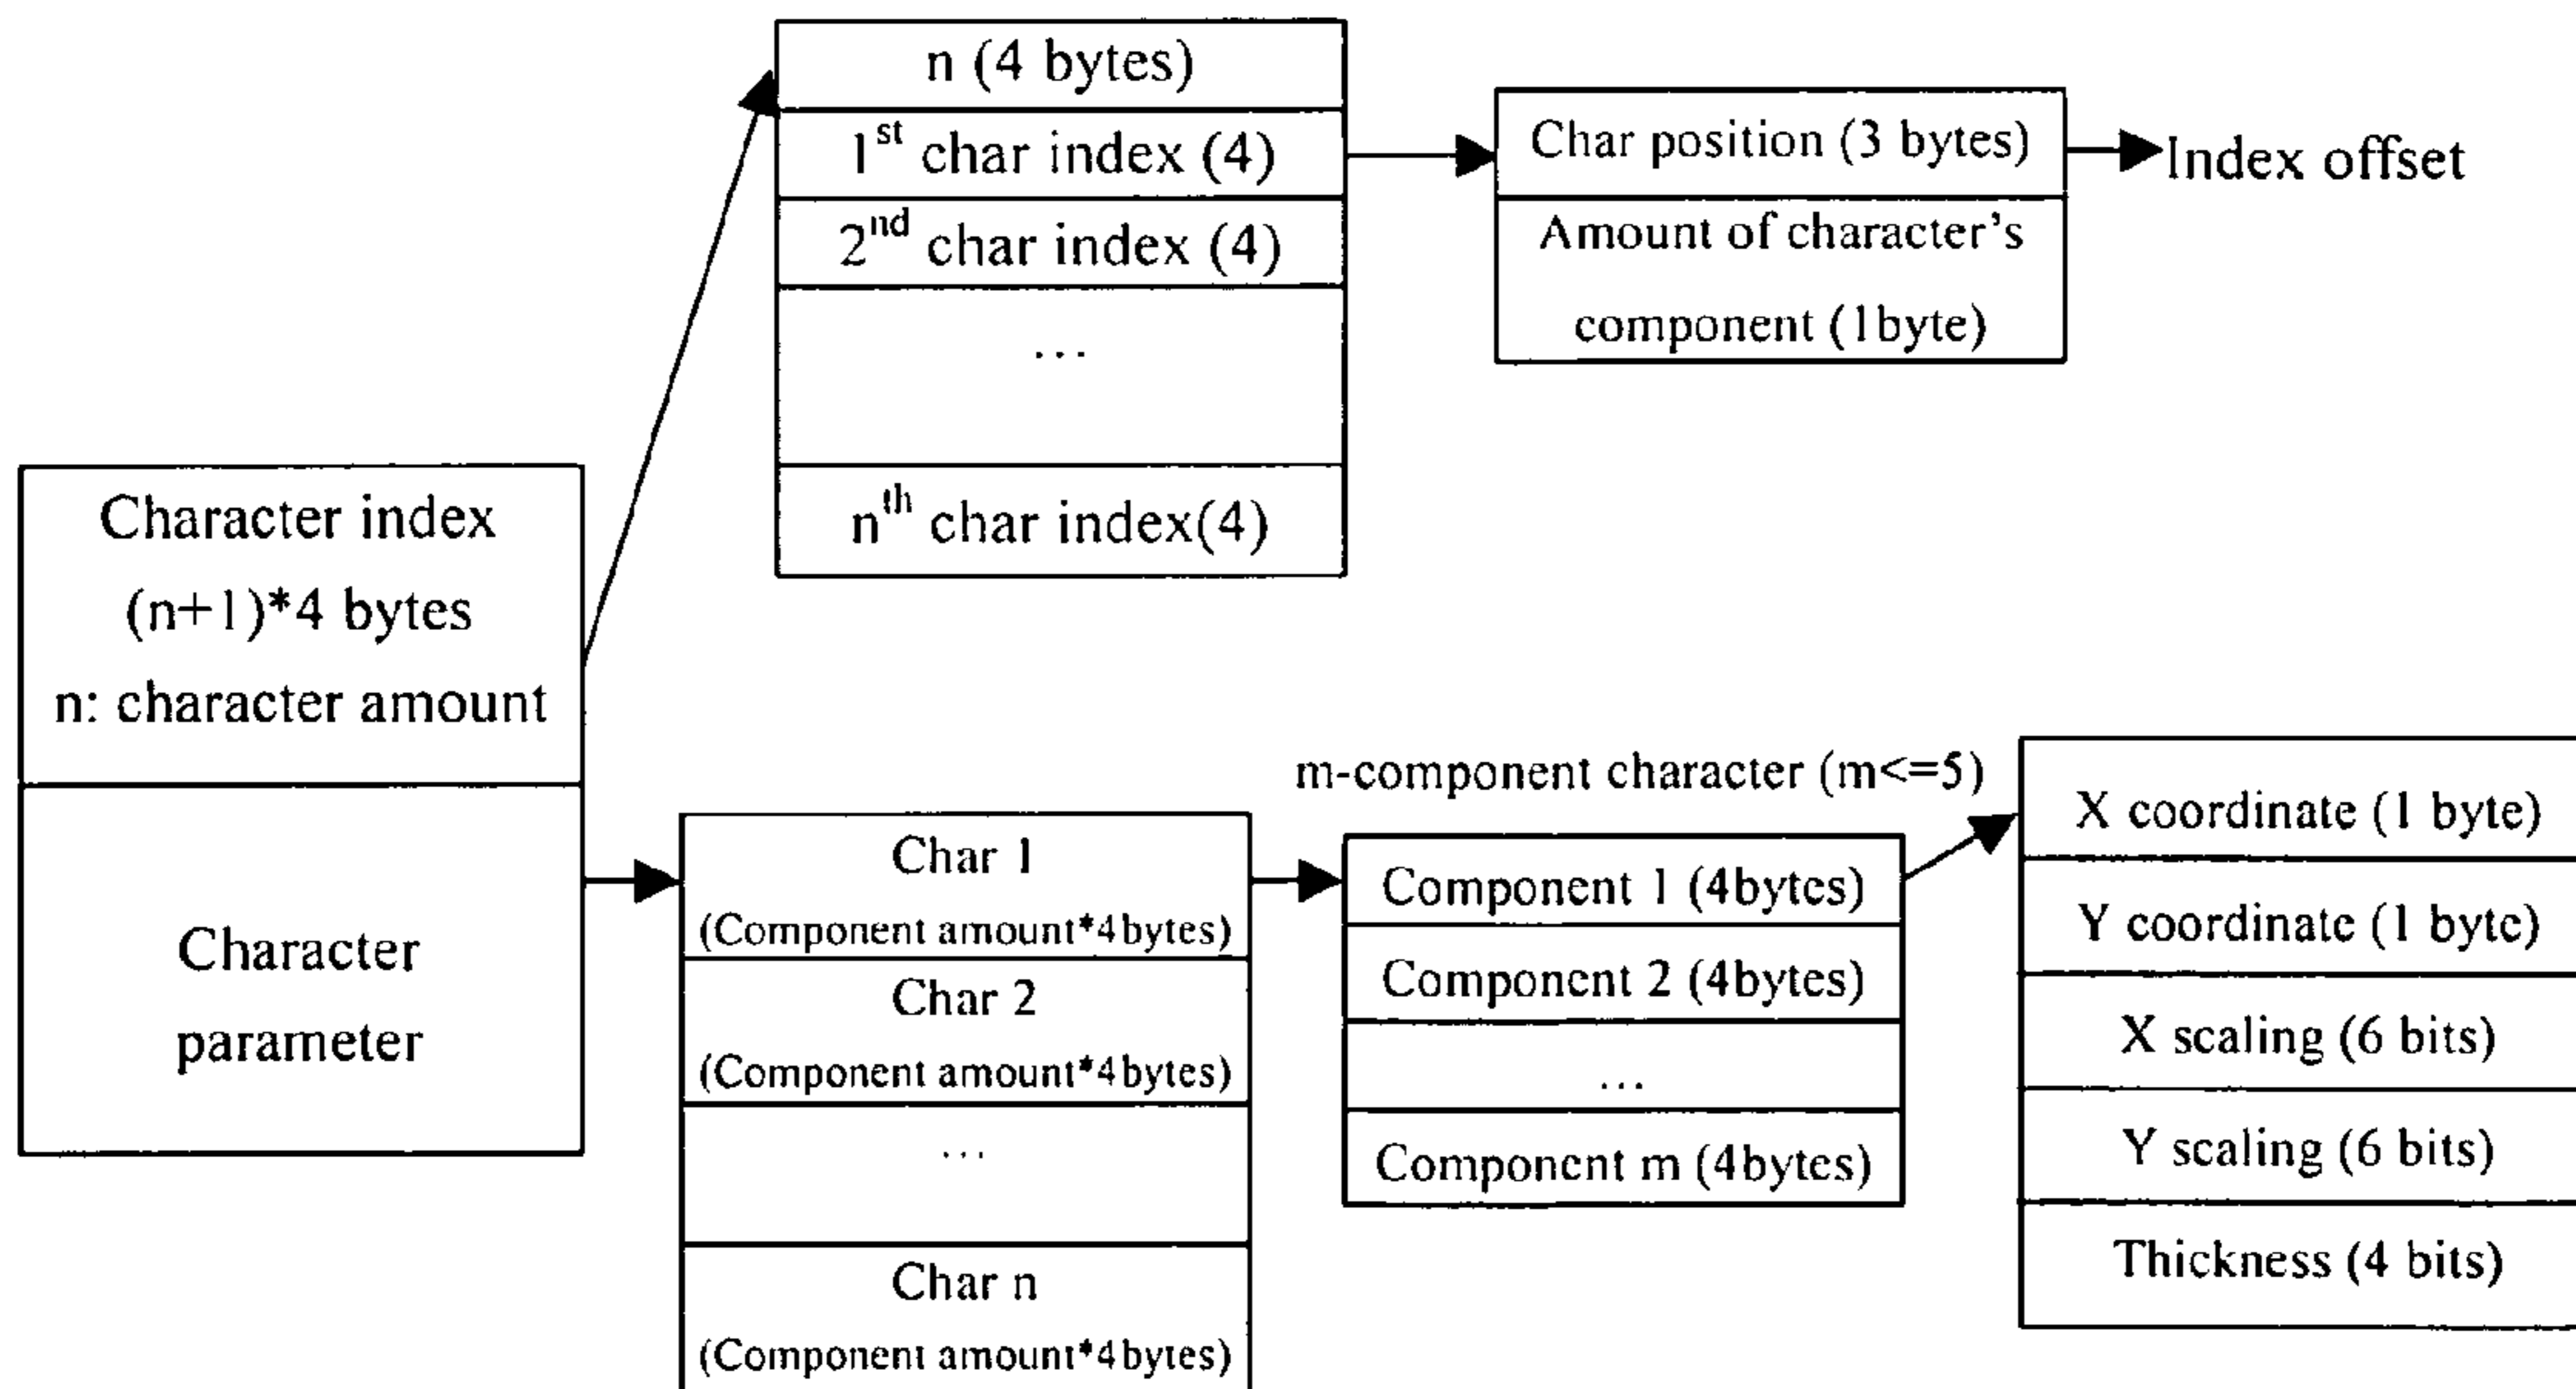 n (4 bytes)
1st char index (4)
2nd char index (4)
...
nth char index(4)
Char position (3 bytes)
Amount of character's
component (1byte)
Index offset
Character index
(n+1)*4 bytes
n: character amount
Character
parameter
Char 1
(Component amount*4bytes)
Char 2
(Component amount*4bytes)
...
Char n
(Component amount*4bytes)
m-component character (m<=5)
Component 1 (4bytes)
Component 2 (4bytes)
...
Component m (4bytes)
X coordinate (1 byte)
Y coordinate (1 byte)
X scaling (6 bits)
Y scaling (6 bits)
Thickness (4 bits)